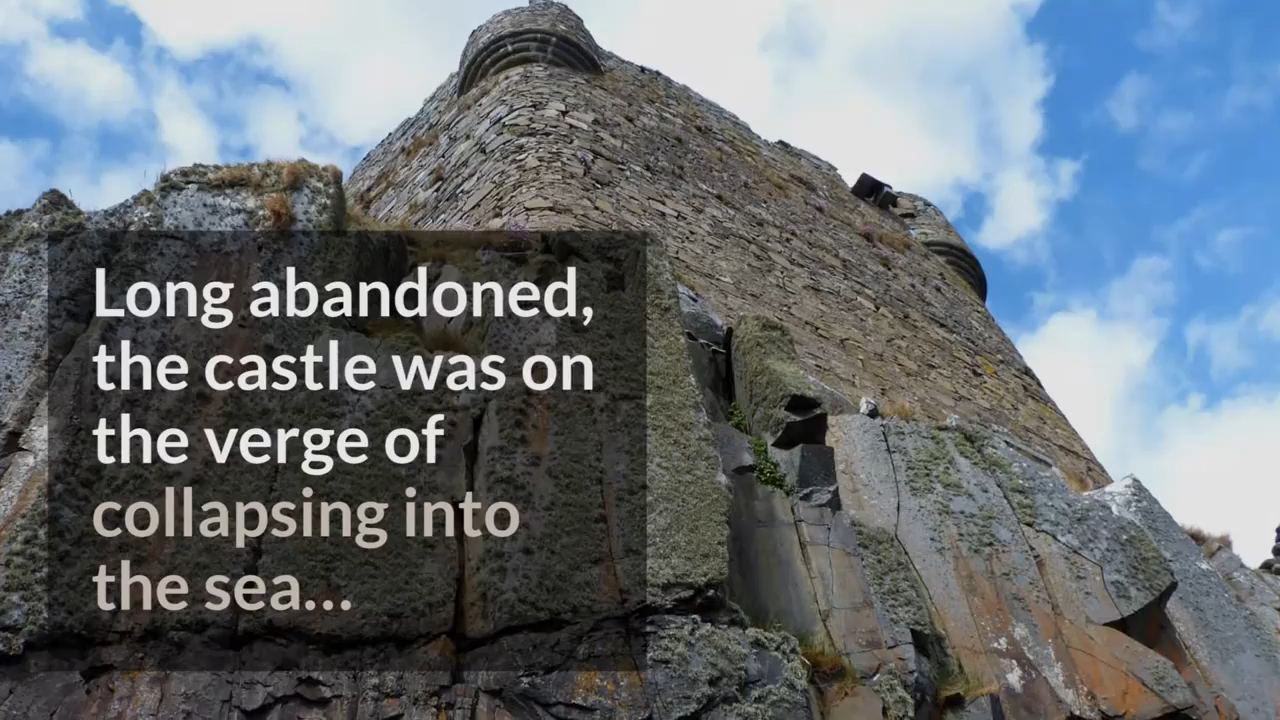 Long abandoned,
the castle was on
the verge of
collapsing into
the sea...